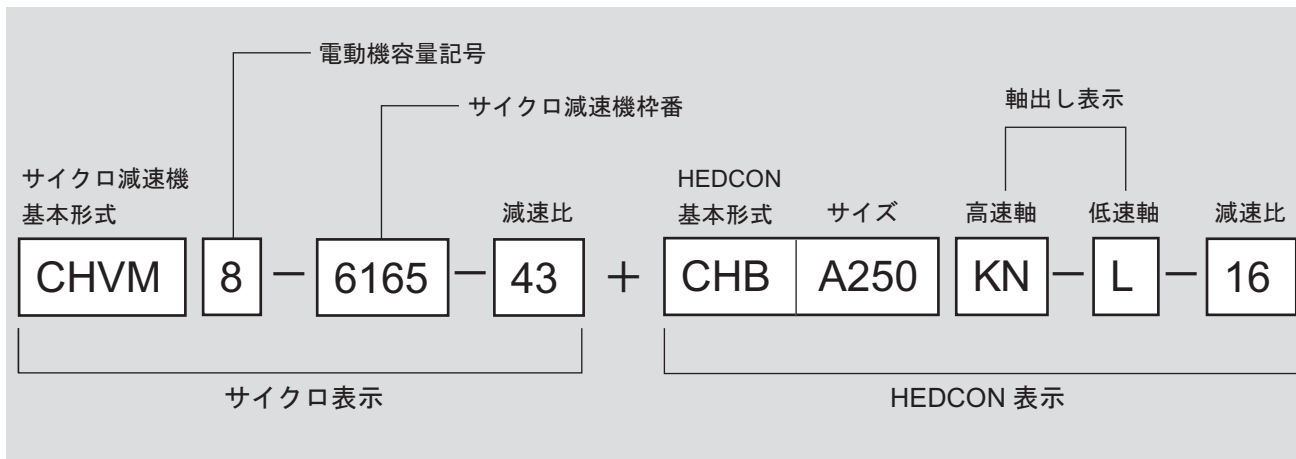 電動機容量記号
サイクロ減速機枠番
軸出し表示
サイクロ減速機
基本形式
減速比
HEDCON
基本形式
サイズ
高速軸
低速軸
減速比
CHVM 8 － 6165 － 43 ＋ CHB A250 KN － L － 16
サイクロ表示
HEDCON 表示